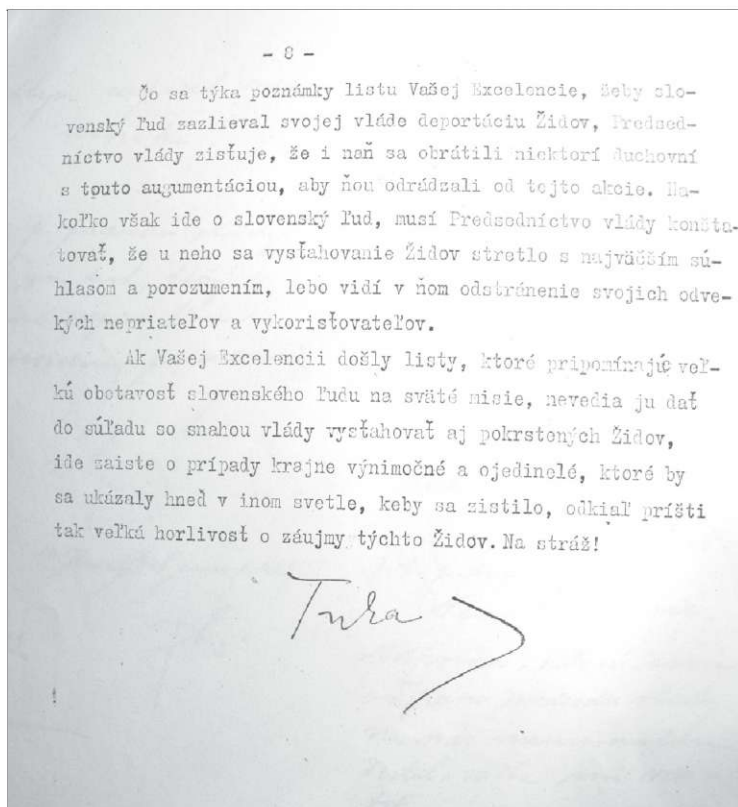 - 8 -
Čo sa týka poznámky listu Vašej Excelencie, žeby slo-
venský ľud zazlieval svojej vláde deportáciu Židov, Predsed-
níctvo vlády zisťuje, že i naň sa obrátili niektorí duchovní
s touto augumentáciou, aby ňou odrádzali od tejto akcie. Na-
koľko však ide o slovenský ľud, musí Predsedníctvo vlády konšta-
tovať, že u neho sa vysťahovanie Židov stretlo s najväčším sú-
hlasom a porozumením, lebo vidí v ňom odstránenie svojich odve-
kých nepriateľov a vykorisťovateľov.
Ak Vašej Excelencii došly listy, ktoré pripomínajúc veľ-
kú obetavosť slovenského ľudu na sväté misie, nevedia ju dať
do súľadu so snahou vlády vysťahovať aj pokrstených Židov,
ide zaiste o prípady krajne výnimočné a ojedinelé, ktoré by
sa ukázaly hneď v inom svetle, keby sa zistilo, odkiaľ príšti
tak veľká horlivosť o záujmy týchto Židov. Na stráž!
Tuka